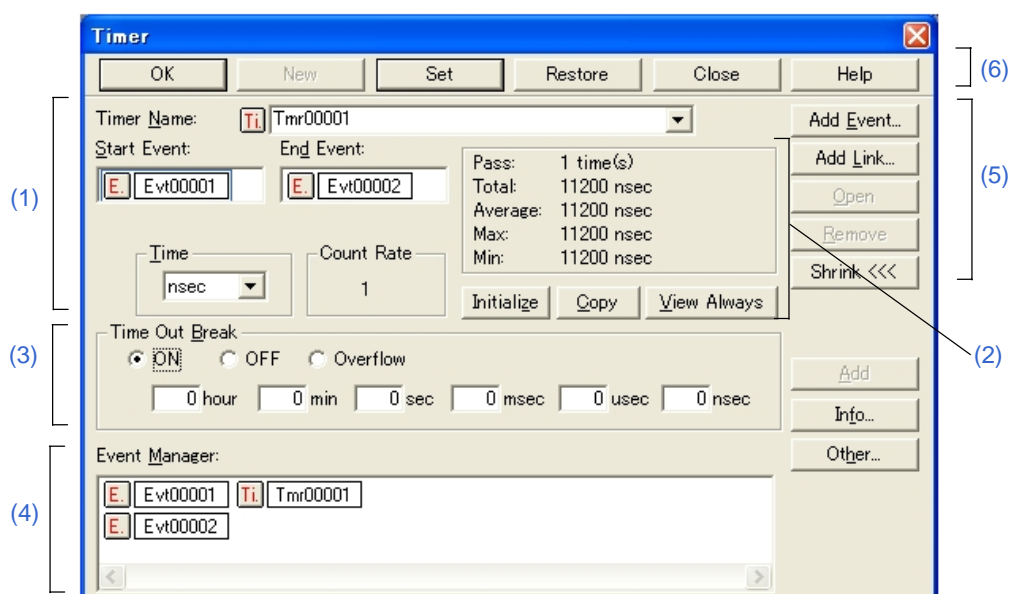 Timer
OK New Set Restore Close Help
(6)
Timer Name: Ti. Tmr00001 Add Event...
Start Event: End Event:
E. Evt00001 E. Evt00002
Pass: 1 time(s)
Total: 11200 nsec
Average: 11200 nsec
Max: 11200 nsec
Min: 11200 nsec
Add Link...
Open
Remove
Shrink <<<
(5)
(1)
Time Count Rate
nsec 1
Initialize Copy View Always
(2)
(3)
Time Out Break
ON OFF Overflow
0 hour 0 min 0 sec 0 msec 0 usec 0 nsec
Add
Info...
Other...
(4)
Event Manager:
E. Evt00001 Ti. Tmr00001
E. Evt00002